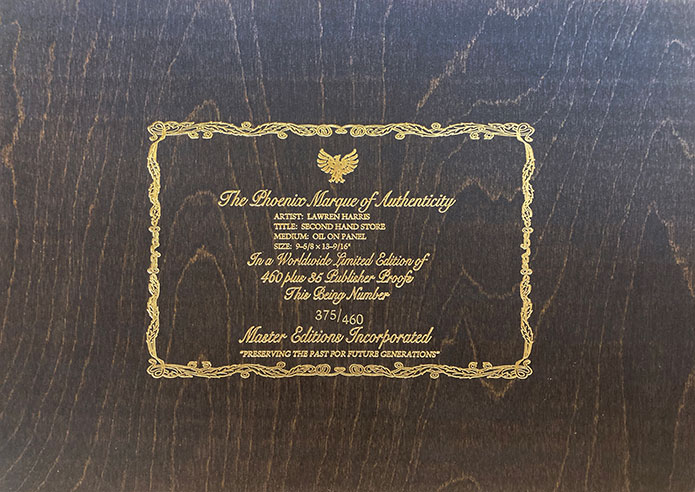 The Phoenix Marque of Authenticity
ARTIST: LAWREN HARRIS
TITLE: SECOND HAND STORE
MEDIUM: OIL ON PANEL
SIZE: 9-5/8 x 13-9/16"
In a Worldwide Limited Edition of
460 plus 35 Publisher Proofs
This Being Number
375/460
Master Editions Incorporated
"PRESERVING THE PAST FOR FUTURE GENERATIONS"